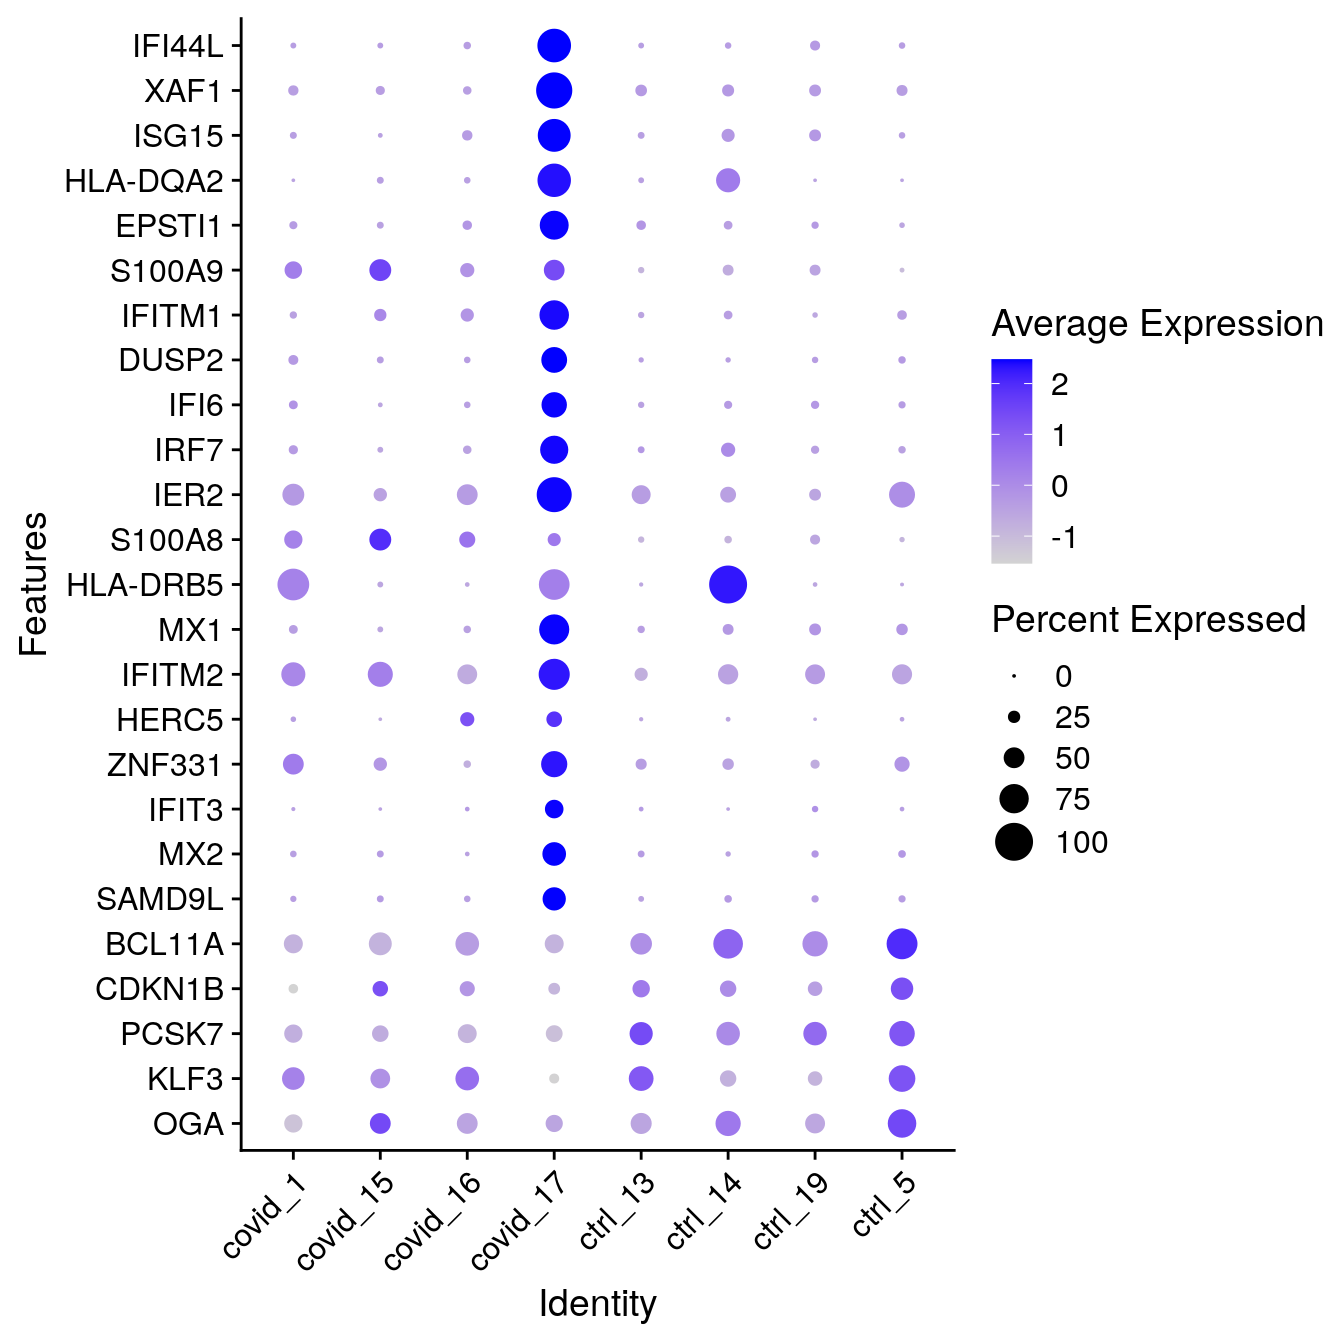 IFI44L
XAF1
ISG15
HLA-DQA2
EPSTI1
S100A9
IFITM1
DUSP2
IFI6
IRF7
IER2
S100A8
HLA-DRB5
MX1
IFITM2
HERC5
ZNF331
IFIT3
MX2
SAMD9L
BCL11A
CDKN1B
PCSK7
KLF3
OGA
Features
covid_1
covid_15
covid_16
covid_17
ctrl_13
ctrl_14
ctrl_19
ctrl_5
Identity
Average Expression
2
1
0
-1
Percent Expressed
0
25
50
75
100